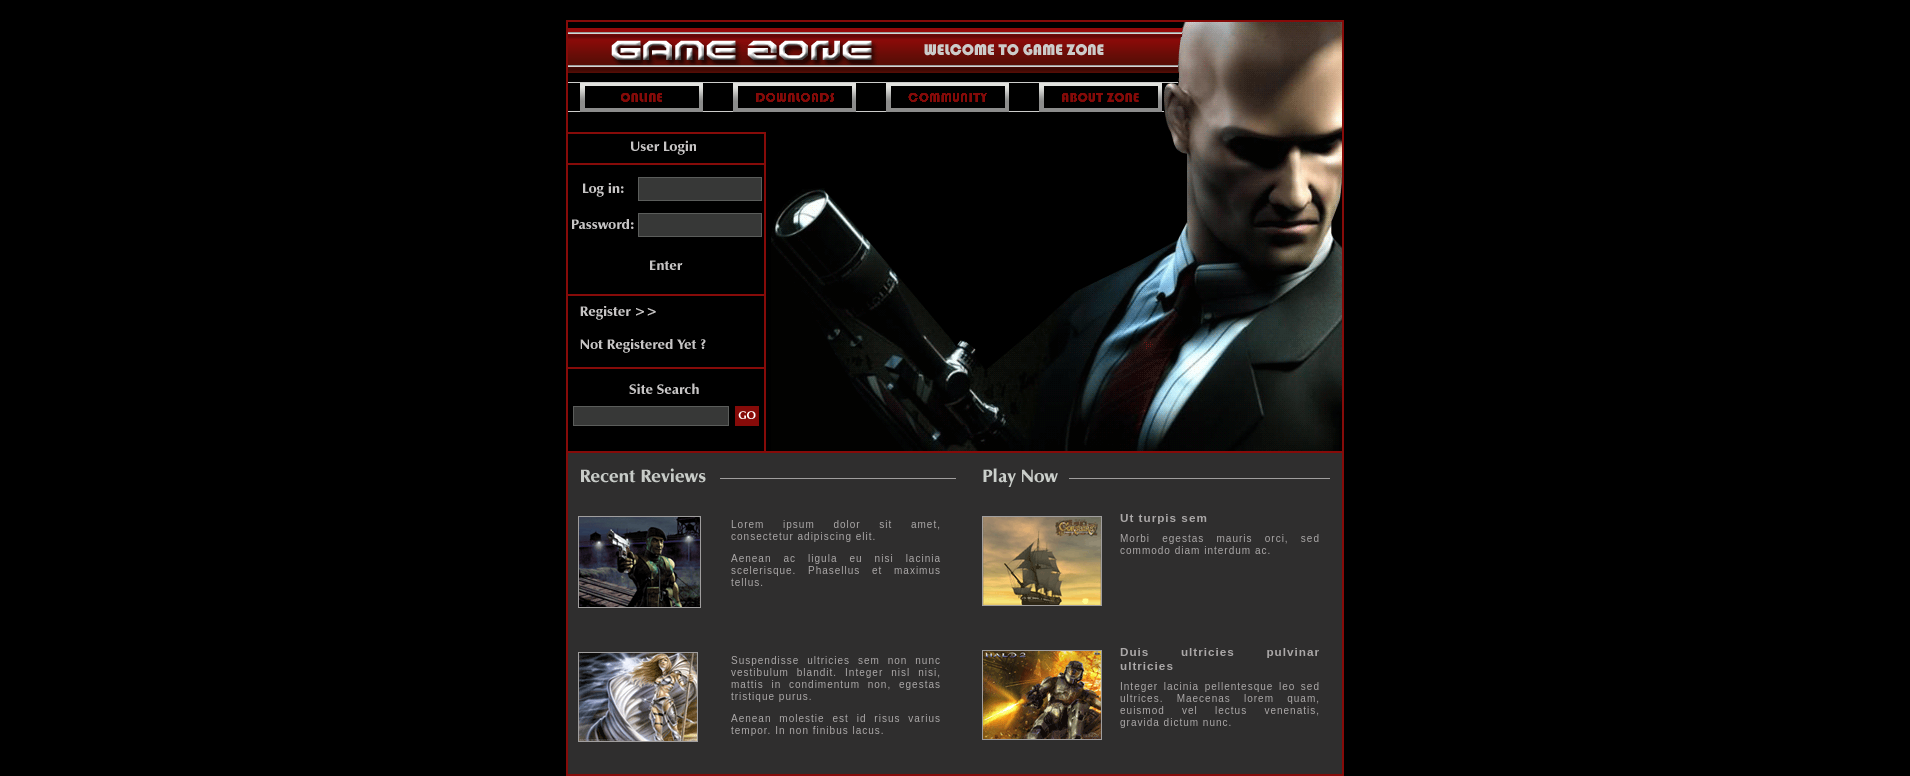 GAME ZONE
WELCOME TO GAME ZONE
ONLINE
DOWNLOADS
COMMUNITY
ABOUT ZONE
User Login
Log in:
Password:
Enter
Register >>
Not Registered Yet ?
Site Search
GO
Recent Reviews
Lorem ipsum dolor sit amet,
consectetur adipiscing elit.
Aenean ac ligula eu nisi lacinia
scelerisque. Phasellus et maximus
tellus.
Suspendisse ultricies sem non nunc
vestibulum blandit. Integer nisl nisi,
mattis in condimentum non, egestas
tristique purus.
Aenean molestie est id risus varius
tempor. In non finibus lacus.
Play Now
Ut turpis sem
Morbi egestas mauris orci, sed
commodo diam interdum ac.
HALO 2
Duis ultricies pulvinar
ultricies
Integer lacinia pellentesque leo sed
ultrices. Maecenas lorem quam,
euismod vel lectus venenatis,
gravida dictum nunc.